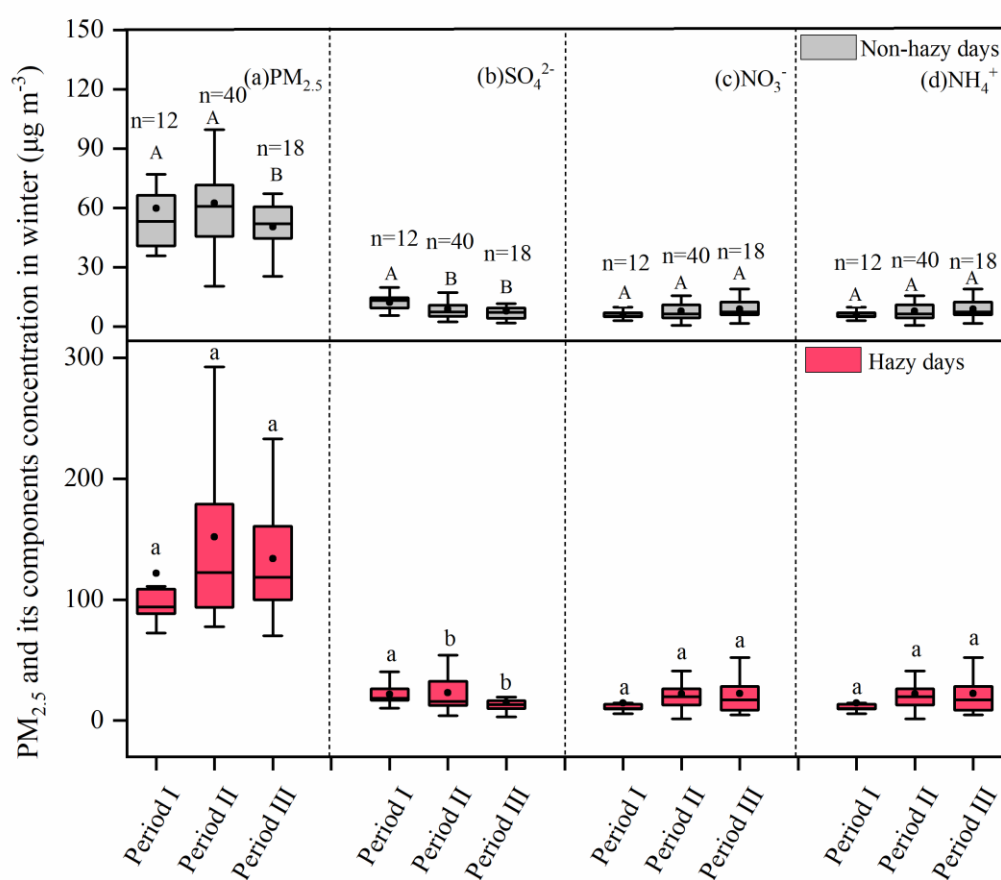 PM2.5 and its components concentration in winter (μg m-3)
150
120
90
60
30
0
300
200
100
0
Non-hazy days
(a)PM2.5
(b)SO42-
(c)NO3-
(d)NH4+
n=12
n=40
n=18
A
A
B
n=12
n=40
n=18
A
B
B
n=12
n=40
n=18
A
A
A
n=12
n=40
n=18
A
A
A
Hazy days
a
a
a
a
b
b
a
a
a
a
a
a
Period I
Period II
Period III
Period I
Period II
Period III
Period I
Period II
Period III
Period I
Period II
Period III